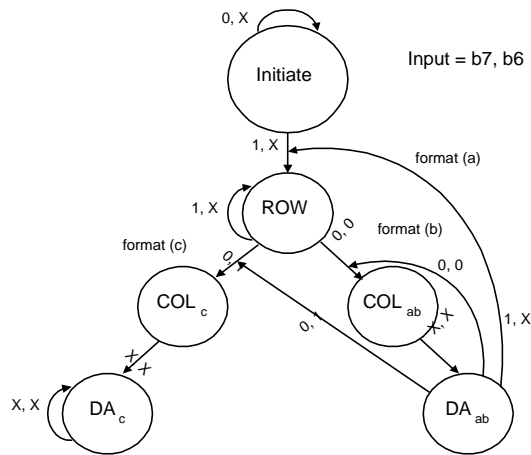 0, X
Initiate
Input = b7, b6
1, X
format (a)
1, X
ROW
0, 0
format (b)
format (c)
0, 0
COL c
COL ab
X, X
0, 1
1, X
X, X
X, X
DA c
DA ab